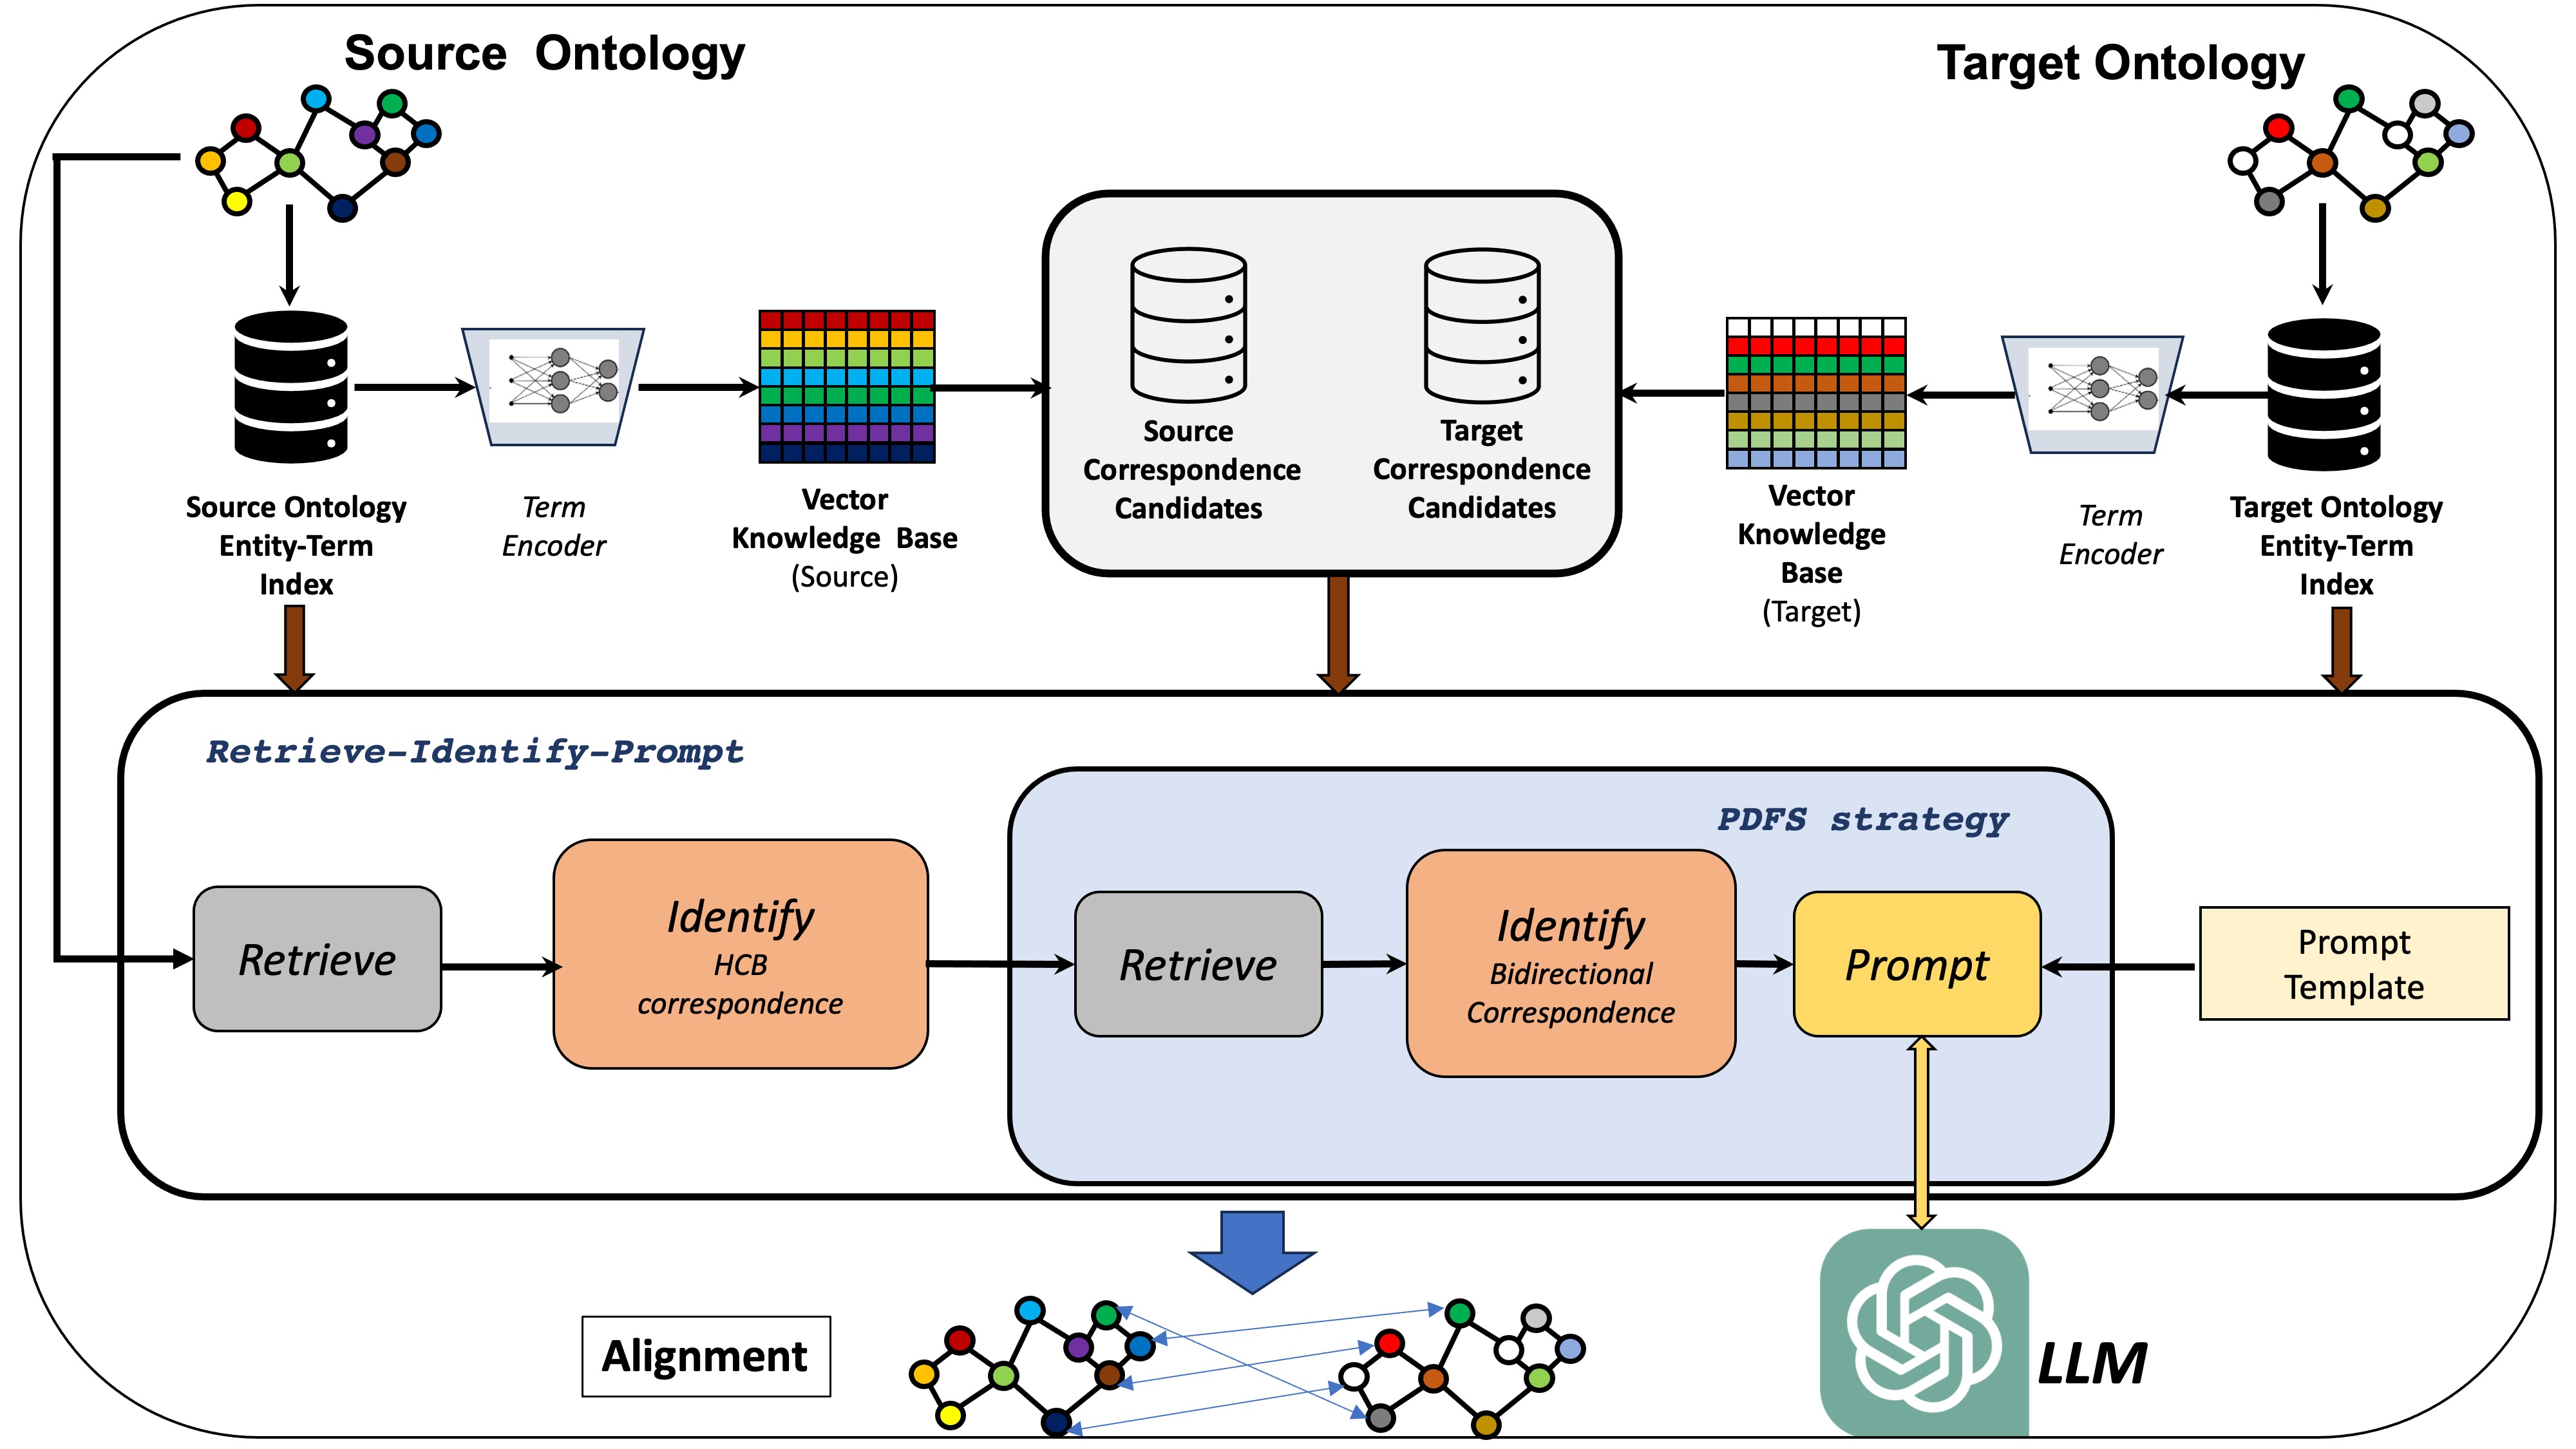 Source Ontology
Target Ontology
Source Ontology
Entity-Term
Index
Term
Encoder
Vector
Knowledge Base
(Source)
Source
Correspondence
Candidates
Target
Correspondence
Candidates
Vector
Knowledge
Base
(Target)
Term
Encoder
Target Ontology
Entity-Term
Index
Retrieve-Identify-Prompt
PDFS strategy
Retrieve
Identify
HCB
correspondence
Retrieve
Identify
Bidirectional
Correspondence
Prompt
Prompt
Template
Alignment
LLM